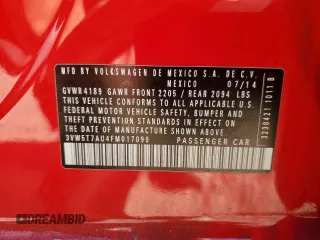 MFD BY VOLKSWAGEN DE MEXICO S.A. DE C.V.
MEXICO 07/14
GVWR 4189 GAWR FRONT 2205 / REAR 2094 LBS
THIS VEHICLE CONFORMS TO ALL APPLICABLE
FEDERAL MOTOR VEHICLE SAFETY, BUMPER AND
THEFT PREVENTION STANDARDS IN EFFECT ON THE
DATE OF MANUFACTURE SHOWN ABOVE
3VW5T7AU4FM017099 PASSENGER CAR
3236421 1011 B
DREAMBID